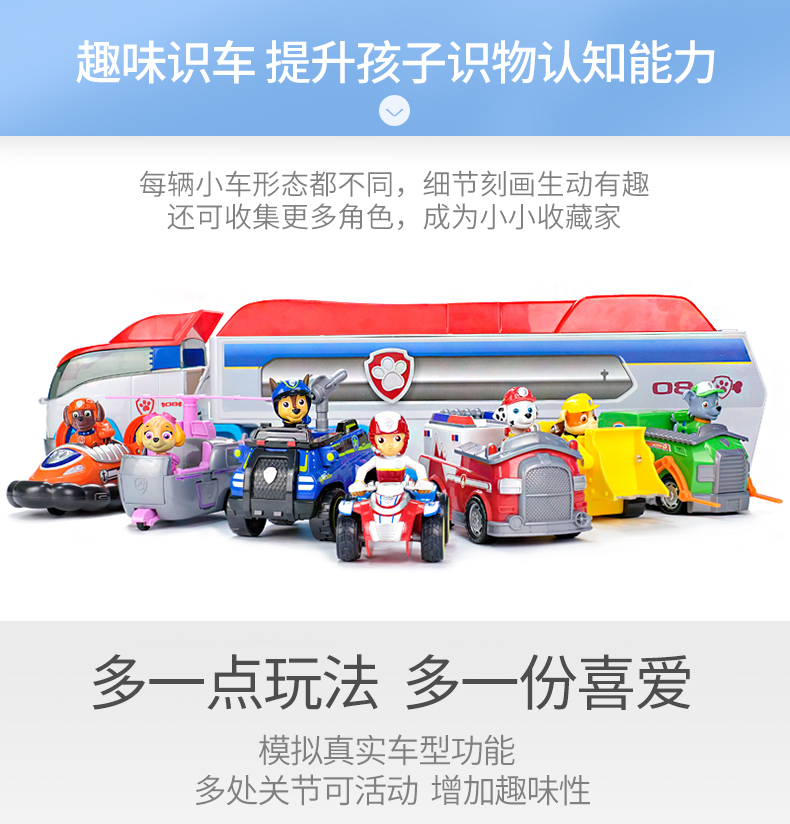 趣味识车 提升孩子识物认知能力
每辆小车形态都不同，细节刻画生动有趣
还可收集更多角色，成为小小收藏家
08
多一点玩法 多一份喜爱
模拟真实车型功能
多处关节可活动 增加趣味性